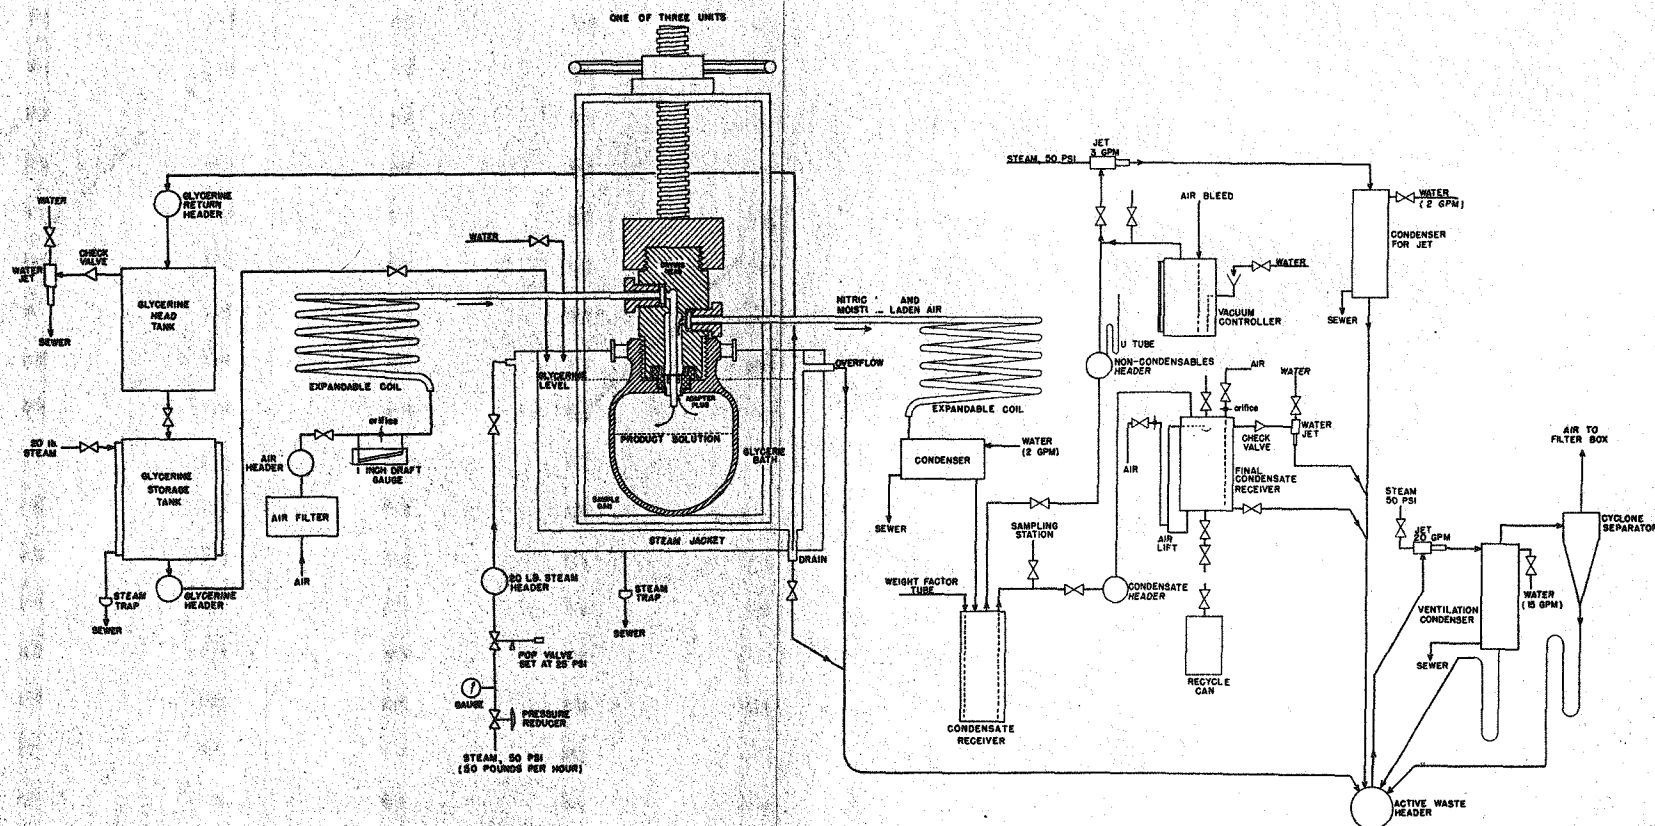 ONE OF THREE UNITS
STEAM, 50 PSI
JET
3 GPM
WATER
(2 GPM)
CONDENSER
FOR JET
SEWER
AIR BLEED
WATER
VACUUM
CONTROLLER
U TUBE
NON-CONDENSABLES
HEADER
WATER
GLYCERINE
RETURN
HEADER
CHECK
VALVE
WATER
JET
SEWER
GLYCERINE
HEAD
TANK
20 lb.
STEAM
GLYCERINE
STORAGE
TANK
STEAM
TRAP
SEWER
GLYCERINE
HEADER
EXPANDABLE COIL
orifice
AIR
HEADER
1 INCH DRAFT
GAUGE
AIR FILTER
AIR
WATER
GLYCERINE
LEVEL
ADAPTER
PLUG
PRODUCT SOLUTION
SAMPLE
CAN
GLYCERIE
BATH
STEAM JACKET
OVERFLOW
DRAIN
STEAM
TRAP
SEWER
20 LB. STEAM
HEADER
POP VALVE
SET AT 25 PSI
GAUGE
PRESSURE
REDUCER
STEAM, 50 PSI
(50 POUNDS PER HOUR)
NITRIC AND
MOISTU LADEN AIR
EXPANDABLE COIL
CONDENSER
WATER
(2 GPM)
SEWER
SAMPLING
STATION
WEIGHT FACTOR
TUBE
CONDENSATE
RECEIVER
CONDENSATE
HEADER
AIR
WATER
orifice
WATER
JET
CHECK
VALVE
AIR
FINAL
CONDENSATE
RECEIVER
AIR
LIFT
RECYCLE
CAN
AIR TO
FILTER BOX
STEAM
50 PSI
JET
20 GPM
CYCLONE
SEPARATOR
VENTILATION
CONDENSER
WATER
(15 GPM)
SEWER
ACTIVE WASTE
HEADER